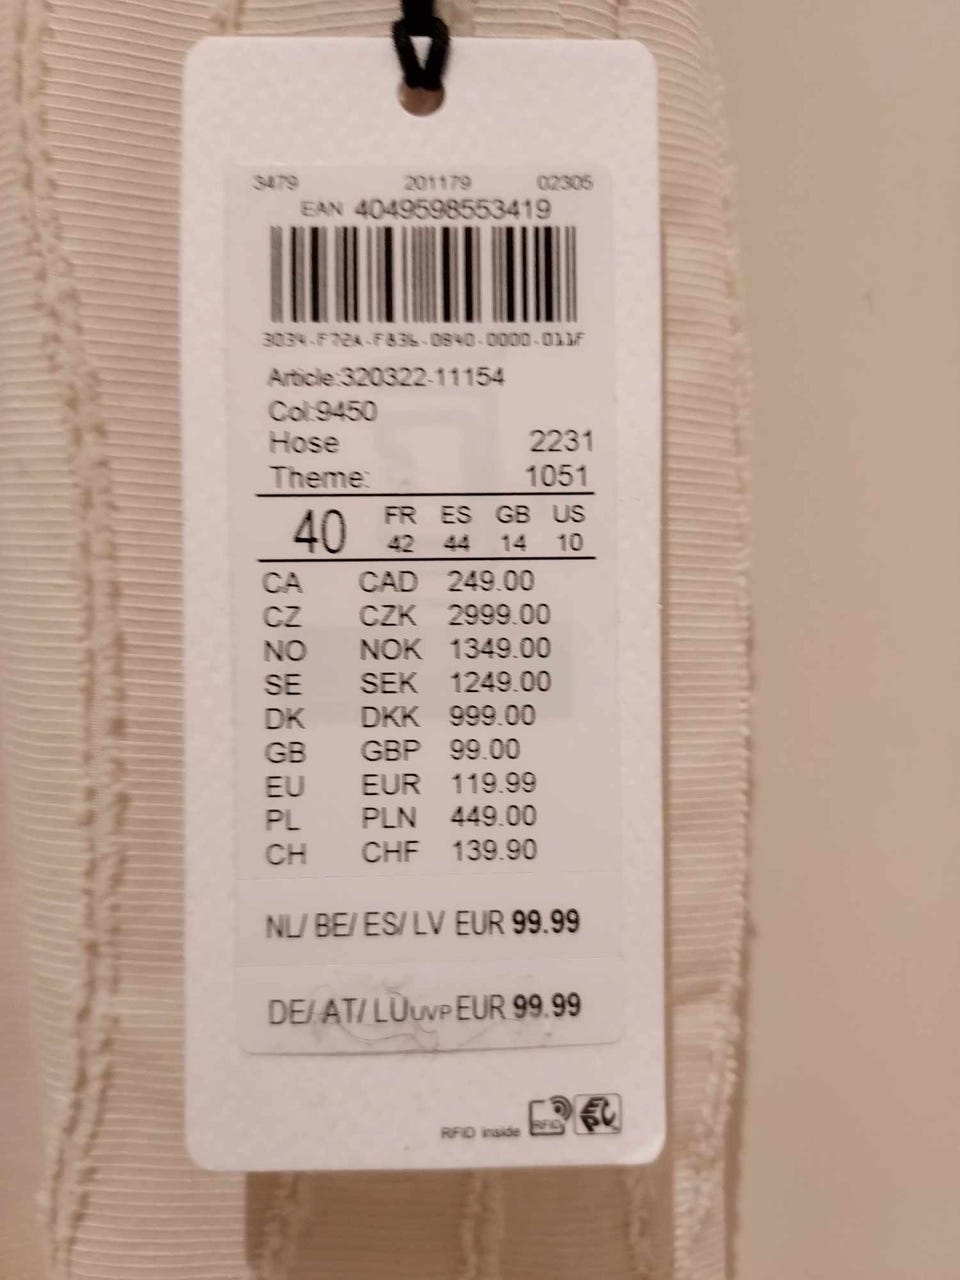 3479 201179 02305
EAN 4049598553419
3034-F72A-F836-0840-0000-011F
Article:320322-11154
Col:9450
Hose 2231
Theme: 1051
40 FR ES GB US
42 44 14 10
CA CAD 249.00
CZ CZK 2999.00
NO NOK 1349.00
SE SEK 1249.00
DK DKK 999.00
GB GBP 99.00
EU EUR 119.99
PL PLN 449.00
CH CHF 139.90
NL/ BE/ ES/ LV EUR 99.99
DE/ AT/ LU UVP EUR 99.99
RFID inside RFID EPC